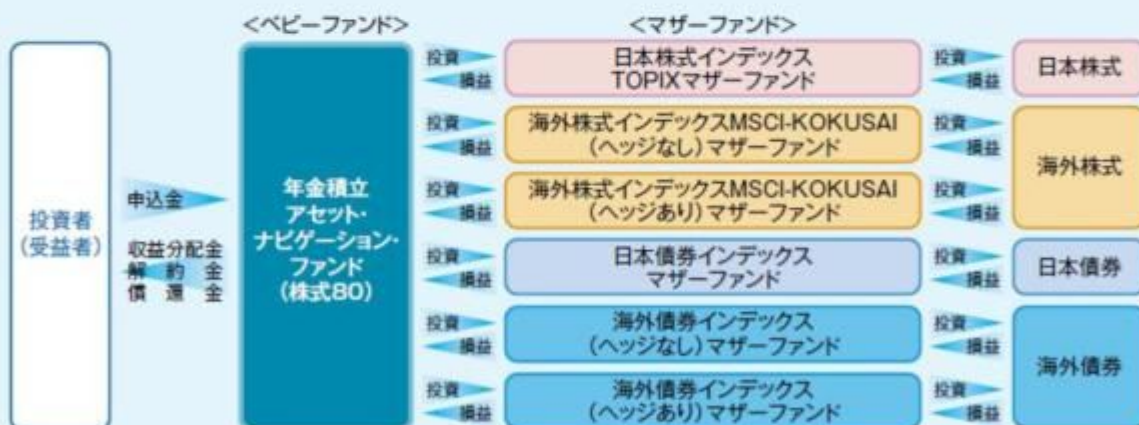 <ベビーファンド>
<マザーファンド>
投資者
(受益者)
申込金
収益分配金
解約金
償還金
年金積立
アセット・
ナビゲーション・
ファンド
(株式80)
投資
損益
日本株式インデックス
TOPIXマザーファンド
投資
損益
日本株式
投資
損益
海外株式インデックスMSCI-KOKUSAI
(ヘッジなし)マザーファンド
投資
損益
投資
損益
海外株式インデックスMSCI-KOKUSAI
(ヘッジあり)マザーファンド
投資
損益
海外株式
投資
損益
日本債券インデックス
マザーファンド
投資
損益
日本債券
投資
損益
海外債券インデックス
(ヘッジなし)マザーファンド
投資
損益
投資
損益
海外債券インデックス
(ヘッジあり)マザーファンド
投資
損益
海外債券